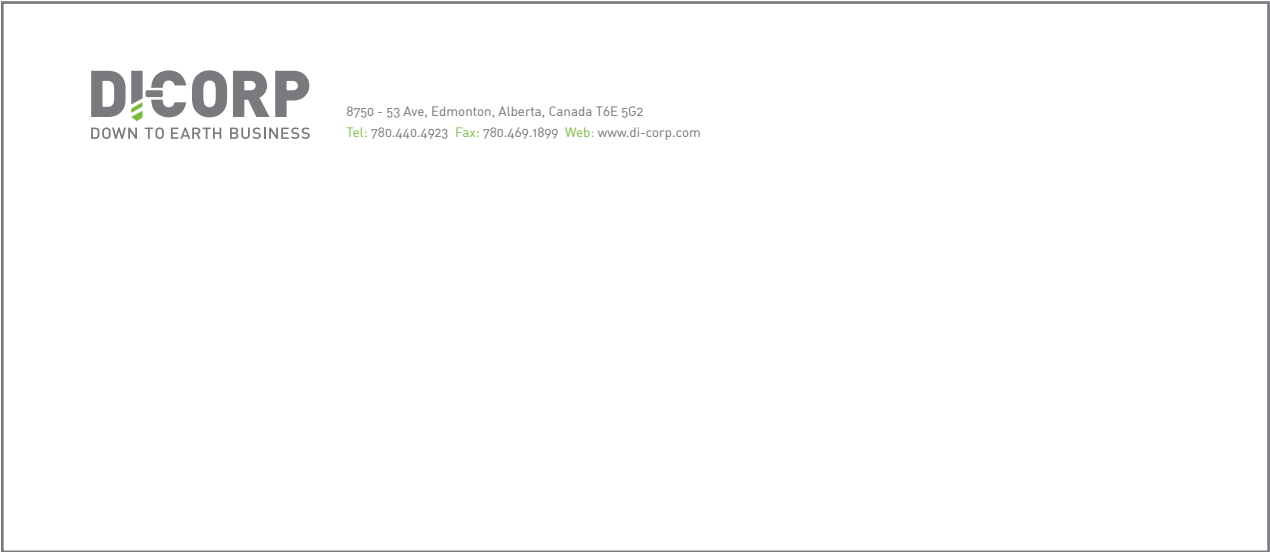 DI-CORP
DOWN TO EARTH BUSINESS
8750 - 53 Ave, Edmonton, Alberta, Canada T6E 5G2
Tel: 780.440.4923 Fax: 780.469.1899 Web: www.di-corp.com